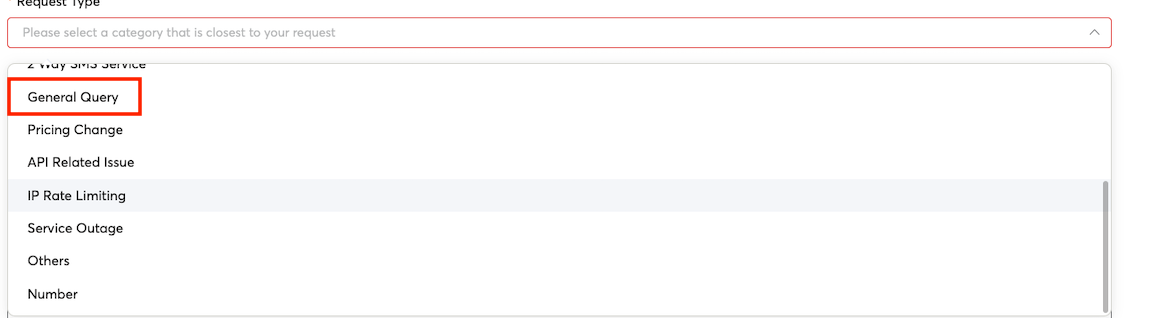 * Request Type
Please select a category that is closest to your request
2 Way SMS Service
General Query
Pricing Change
API Related Issue
IP Rate Limiting
Service Outage
Others
Number